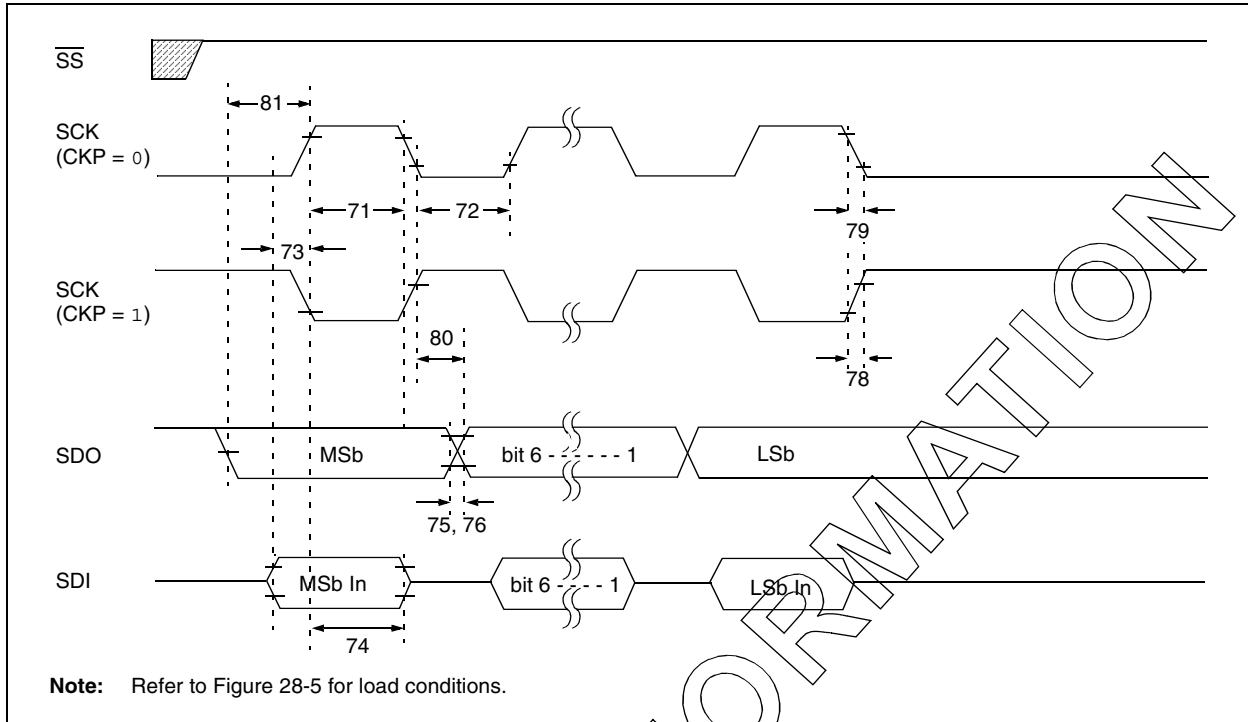 SS
81
SCK
(CKP = 0)
71
72
79
73
SCK
(CKP = 1)
80
78
SDO
MSb
bit 6 - - - - - - 1
LSb
75, 76
SDI
MSb In
bit 6 - - - - - 1
LSb In
74
Note: Refer to Figure 28-5 for load conditions.
ORMATION